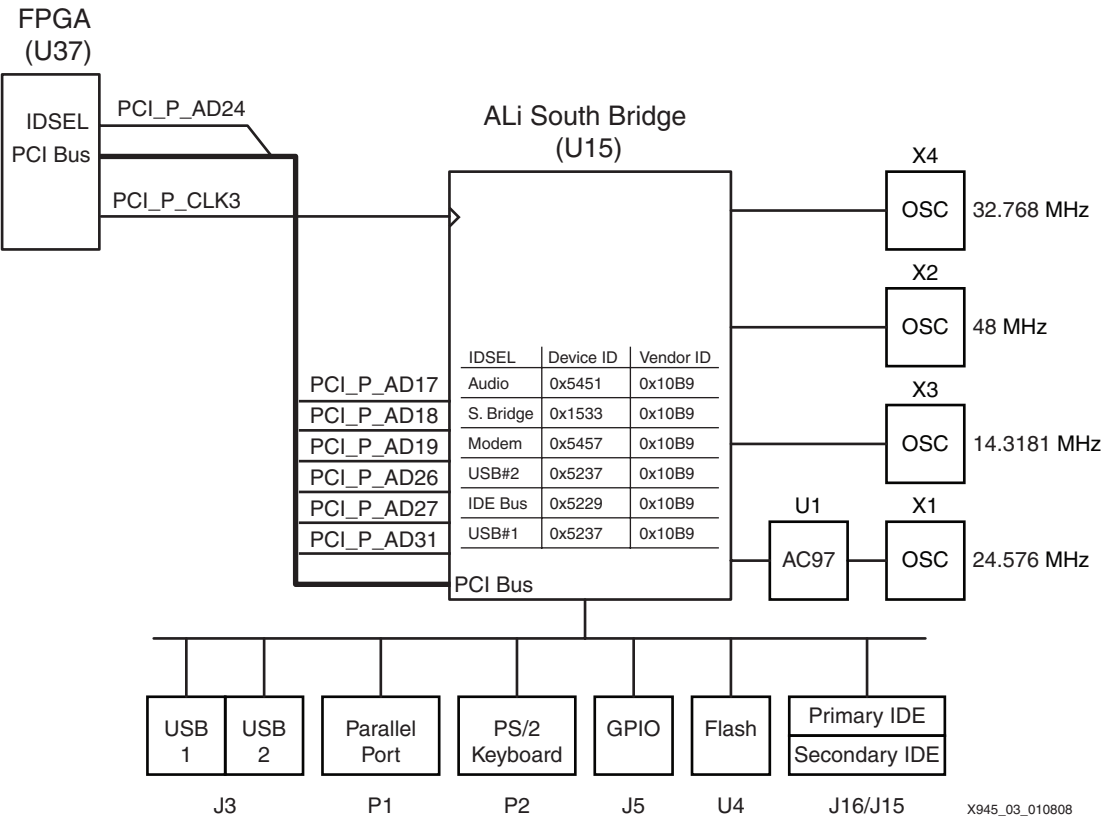 FPGA
(U37)
IDSEL
PCI Bus
PCI_P_AD24
PCI_P_CLK3
ALi South Bridge
(U15)
IDSEL Device ID Vendor ID
Audio 0x5451 0x10B9
S. Bridge 0x1533 0x10B9
Modem 0x5457 0x10B9
USB#2 0x5237 0x10B9
IDE Bus 0x5229 0x10B9
USB#1 0x5237 0x10B9
PCI_P_AD17
PCI_P_AD18
PCI_P_AD19
PCI_P_AD26
PCI_P_AD27
PCI_P_AD31
PCI Bus
X4
OSC 32.768 MHz
X2
OSC 48 MHz
X3
OSC 14.3181 MHz
U1 X1
AC97 OSC 24.576 MHz
USB
1
USB
2
J3
Parallel
Port
P1
PS/2
Keyboard
P2
GPIO
J5
Flash
U4
Primary IDE
Secondary IDE
J16/J15
X945_03_010808